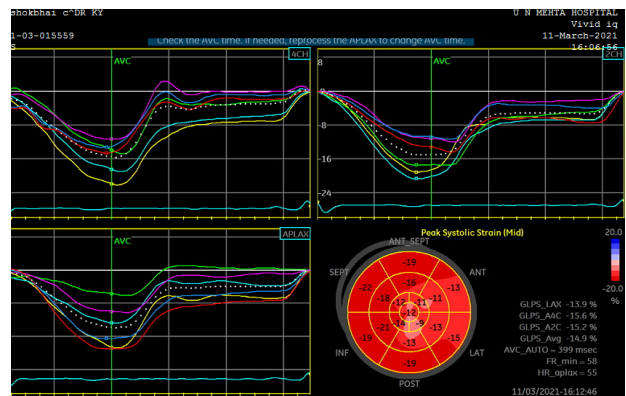 shokbhai c^DR KY
U N MEHTA HOSPITAL
Vivid iq
1-03-015559
11-March-2021
S
16:06:56
Check the AVC time. If needed, reprocess the APLAX to change AVC time.
AVC
4CH
8
AVC
2CH
0
-8
-16
-24
AVC
APLAX
Peak Systolic Strain (Mid)
ANT_SEPT
SEPT
ANT
INF
LAT
POST
-19
-16
-22
-13
-18
-12
-11
-11
-12
-21
-14
-9
-13
-15
-13
-19
-19
20.0
-20.0
%
GLPS_LAX -13.9 %
GLPS_A4C -15.6 %
GLPS_A2C -15.2 %
GLPS_Avg -14.9 %
AVC_AUTO = 399 msec
FR_min = 58
HR_aplax = 55
11/03/2021-16:12:46